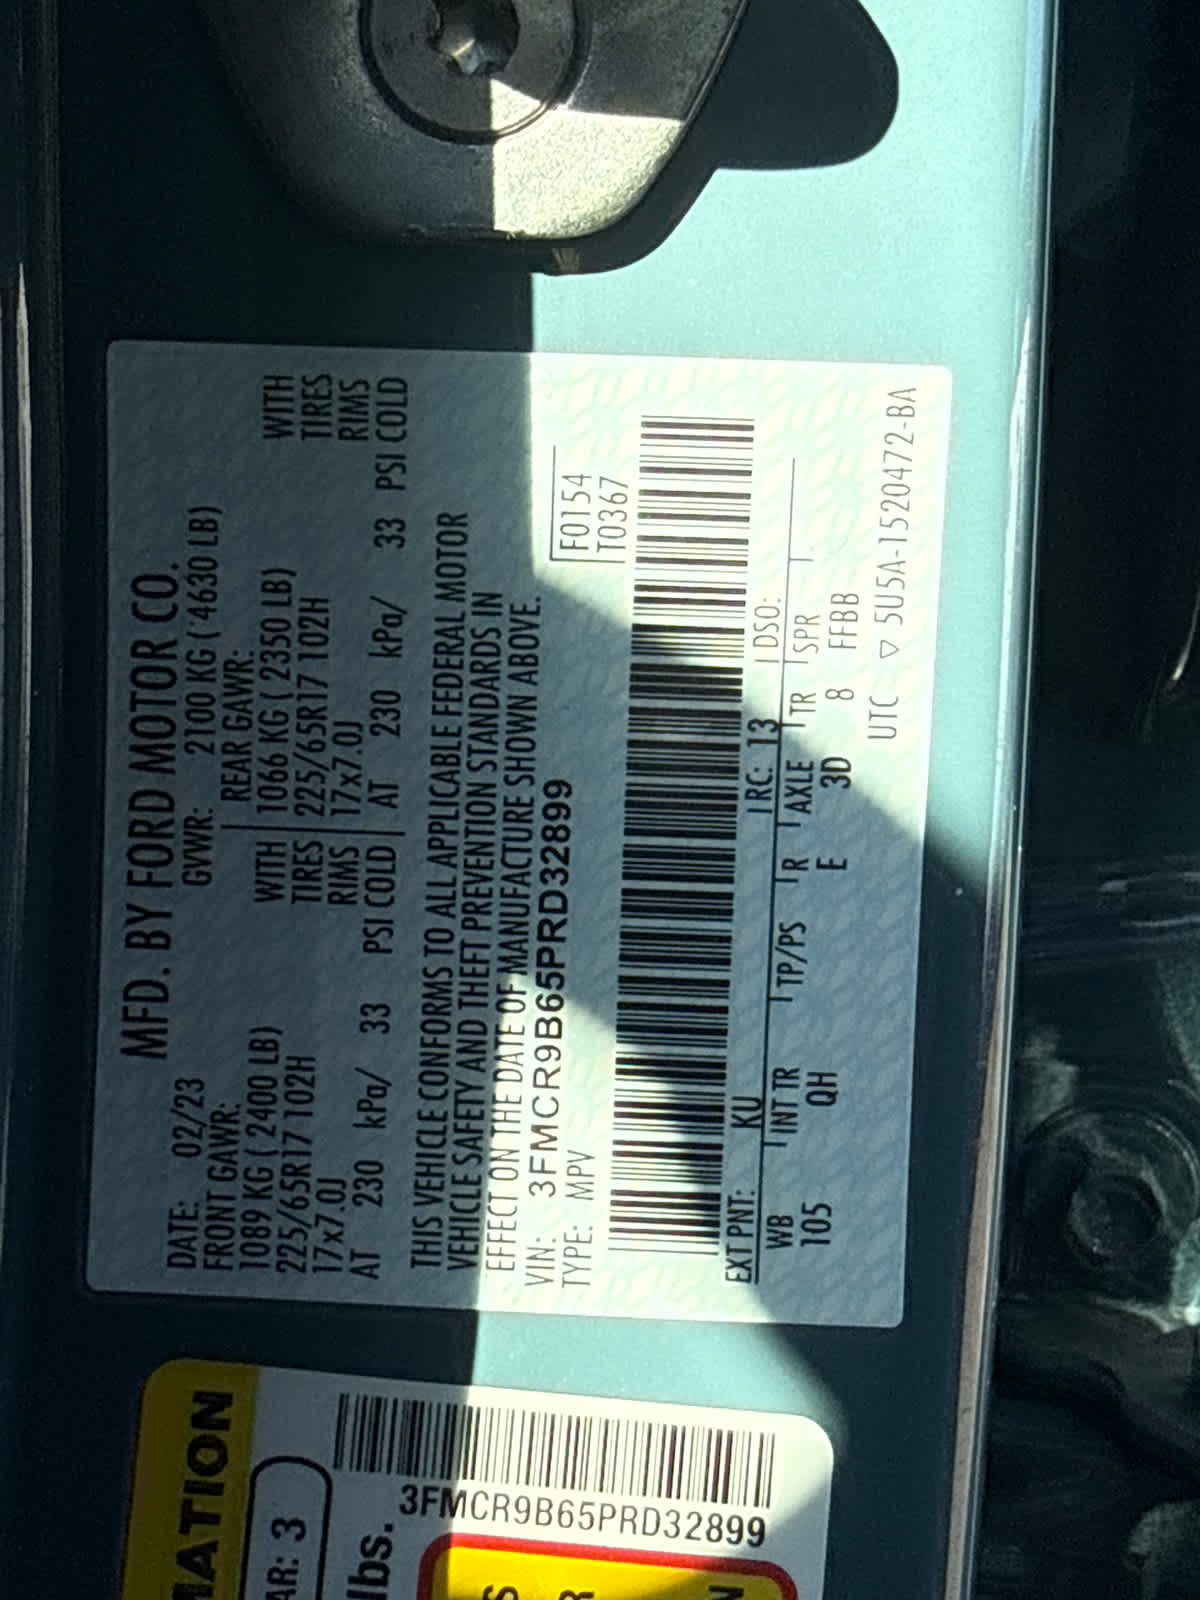 MFD. BY FORD MOTOR CO.
DATE: 02/23 GVWR: 2100 KG ( 4630 LB)
FRONT GAWR: REAR GAWR:
1089 KG ( 2400 LB) WITH 1066 KG ( 2350 LB) WITH
225/65R17 102H TIRES 225/65R17 102H TIRES
17x7.0J RIMS 17x7.0J RIMS
AT 230 kPa/ 33 PSI COLD AT 230 kPa/ 33 PSI COLD
THIS VEHICLE CONFORMS TO ALL APPLICABLE FEDERAL MOTOR
VEHICLE SAFETY AND THEFT PREVENTION STANDARDS IN
EFFECT ON THE DATE OF MANUFACTURE SHOWN ABOVE.
VIN: 3FMCR9B65PRD32899
TYPE: MPV
F0154
T0367
EXT PNT: KU RC: 13 DSO:
WB INT TR TP/PS R AXLE TR SPR
105 QH E 3D 8 FFBB
UTC ▽ 5U5A-1520472-BA
MATION
AR: 3
lbs.
3FMCR9B65PRD32899
S
R
N